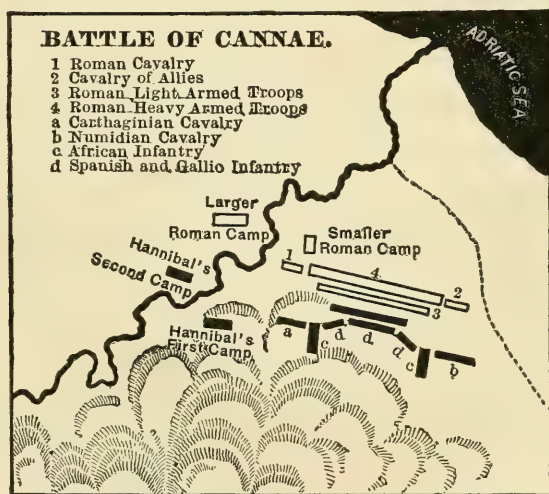 BATTLE OF CANNAE.
1 Roman Cavalry
2 Cavalry of Allies
3 Roman Light Armed Troops
4 Roman Heavy Armed Troops
a Carthaginian Cavalry
b Numidian Cavalry
c African Infantry
d Spanish and Gallic Infantry
ADRIATIC SEA
Larger
Roman Camp
Smaller
Roman Camp
Hannibal's
Second Camp
1
4
2
3
Hannibal's
First Camp
a
c
d
d
d
c
b